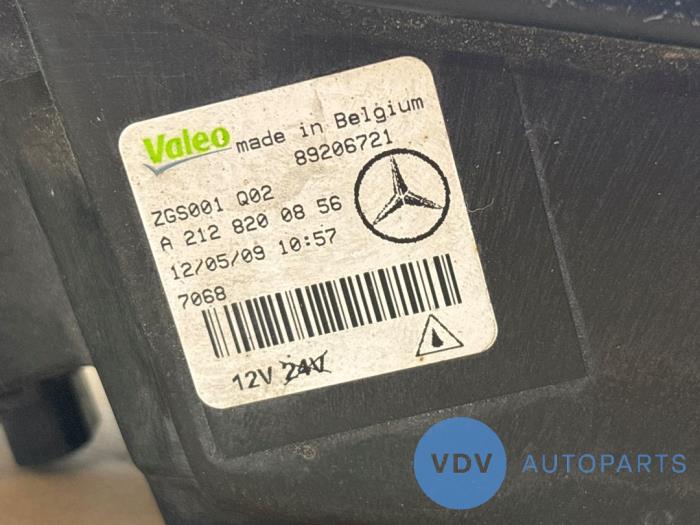 Valeo made in Belgium
89206721
ZGS001 Q02
A 212 820 08 56
12/05/09 10:57
7068
12V 24V
VDV AUTOPARTS